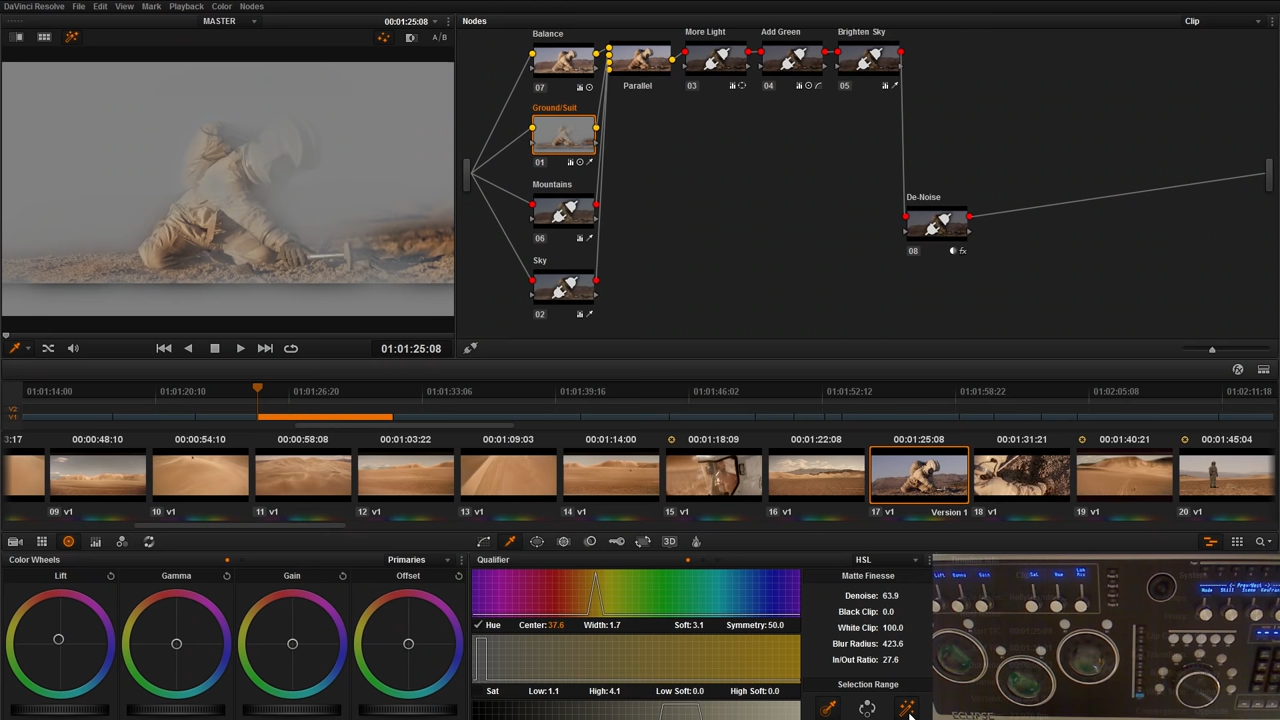 DaVinci Resolve File Edit View Mark Playback Color Nodes
MASTER 00:01:25:08
A/B
Nodes
Clip
Balance
07
Parallel
More Light
03
Add Green
04
Brighten Sky
05
Ground/Suit
01
Mountains
06
Sky
02
De-Noise
08 fx
01:01:25:08
01:01:14:00 01:01:20:10 01:01:26:20 01:01:33:06 01:01:39:16 01:01:46:02 01:01:52:12 01:01:58:22 01:02:05:08 01:02:11:18
V2
V1
3:17 00:00:48:10 00:00:54:10 00:00:58:08 00:01:03:22 00:01:09:03 00:01:14:00 00:01:18:09 00:01:22:08 00:01:25:08 00:01:31:21 00:01:40:21 00:01:45:04
09 v1 10 v1 11 v1 12 v1 13 v1 14 v1 15 v1 16 v1 17 v1 Version 1 18 v1 19 v1 20 v1
3D
Color Wheels Primaries
Lift Gamma Gain Offset
Qualifier HSL
Hue Center: 37.6 Width: 1.7 Soft: 3.1 Symmetry: 50.0
Sat Low: 1.1 High: 4.1 Low Soft: 0.0 High Soft: 0.0
Matte Finesse
Denoise: 63.9
Black Clip: 0.0
White Clip: 100.0
Blur Radius: 423.6
In/Out Ratio: 27.6
Selection Range
ECLIPSE